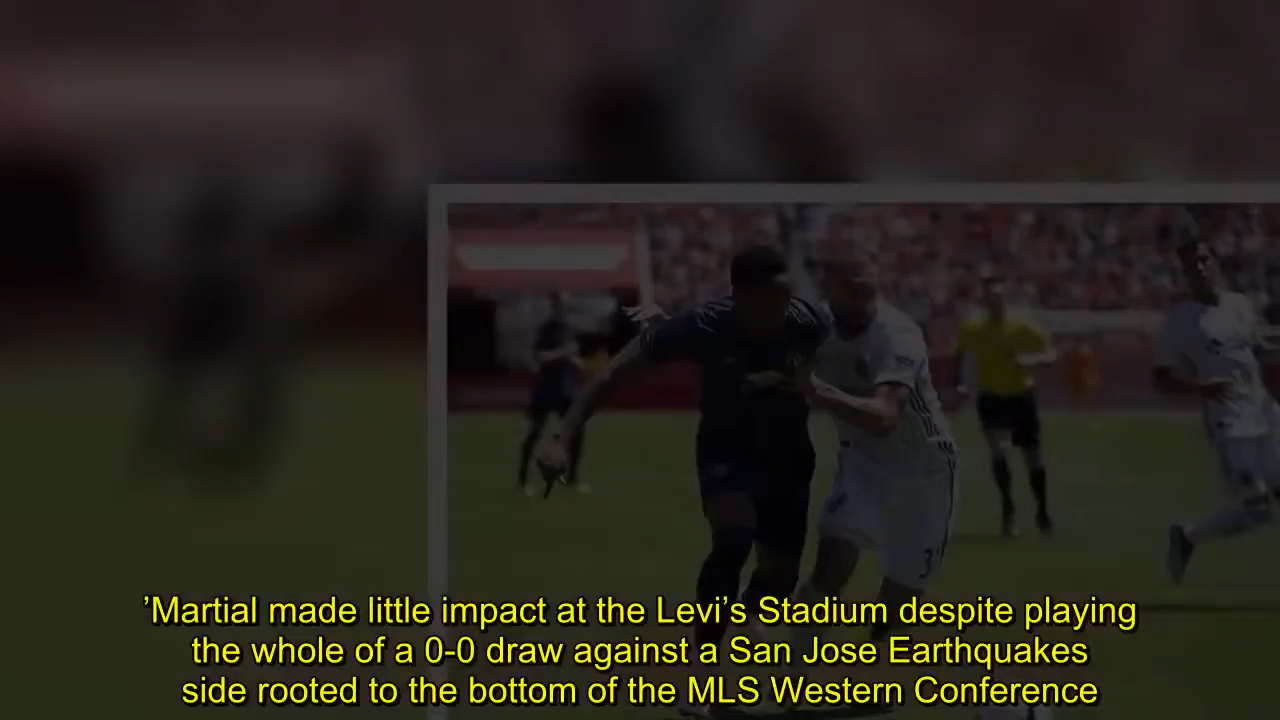 ’Martial made little impact at the Levi’s Stadium despite playing
the whole of a 0-0 draw against a San Jose Earthquakes
side rooted to the bottom of the MLS Western Conference
3